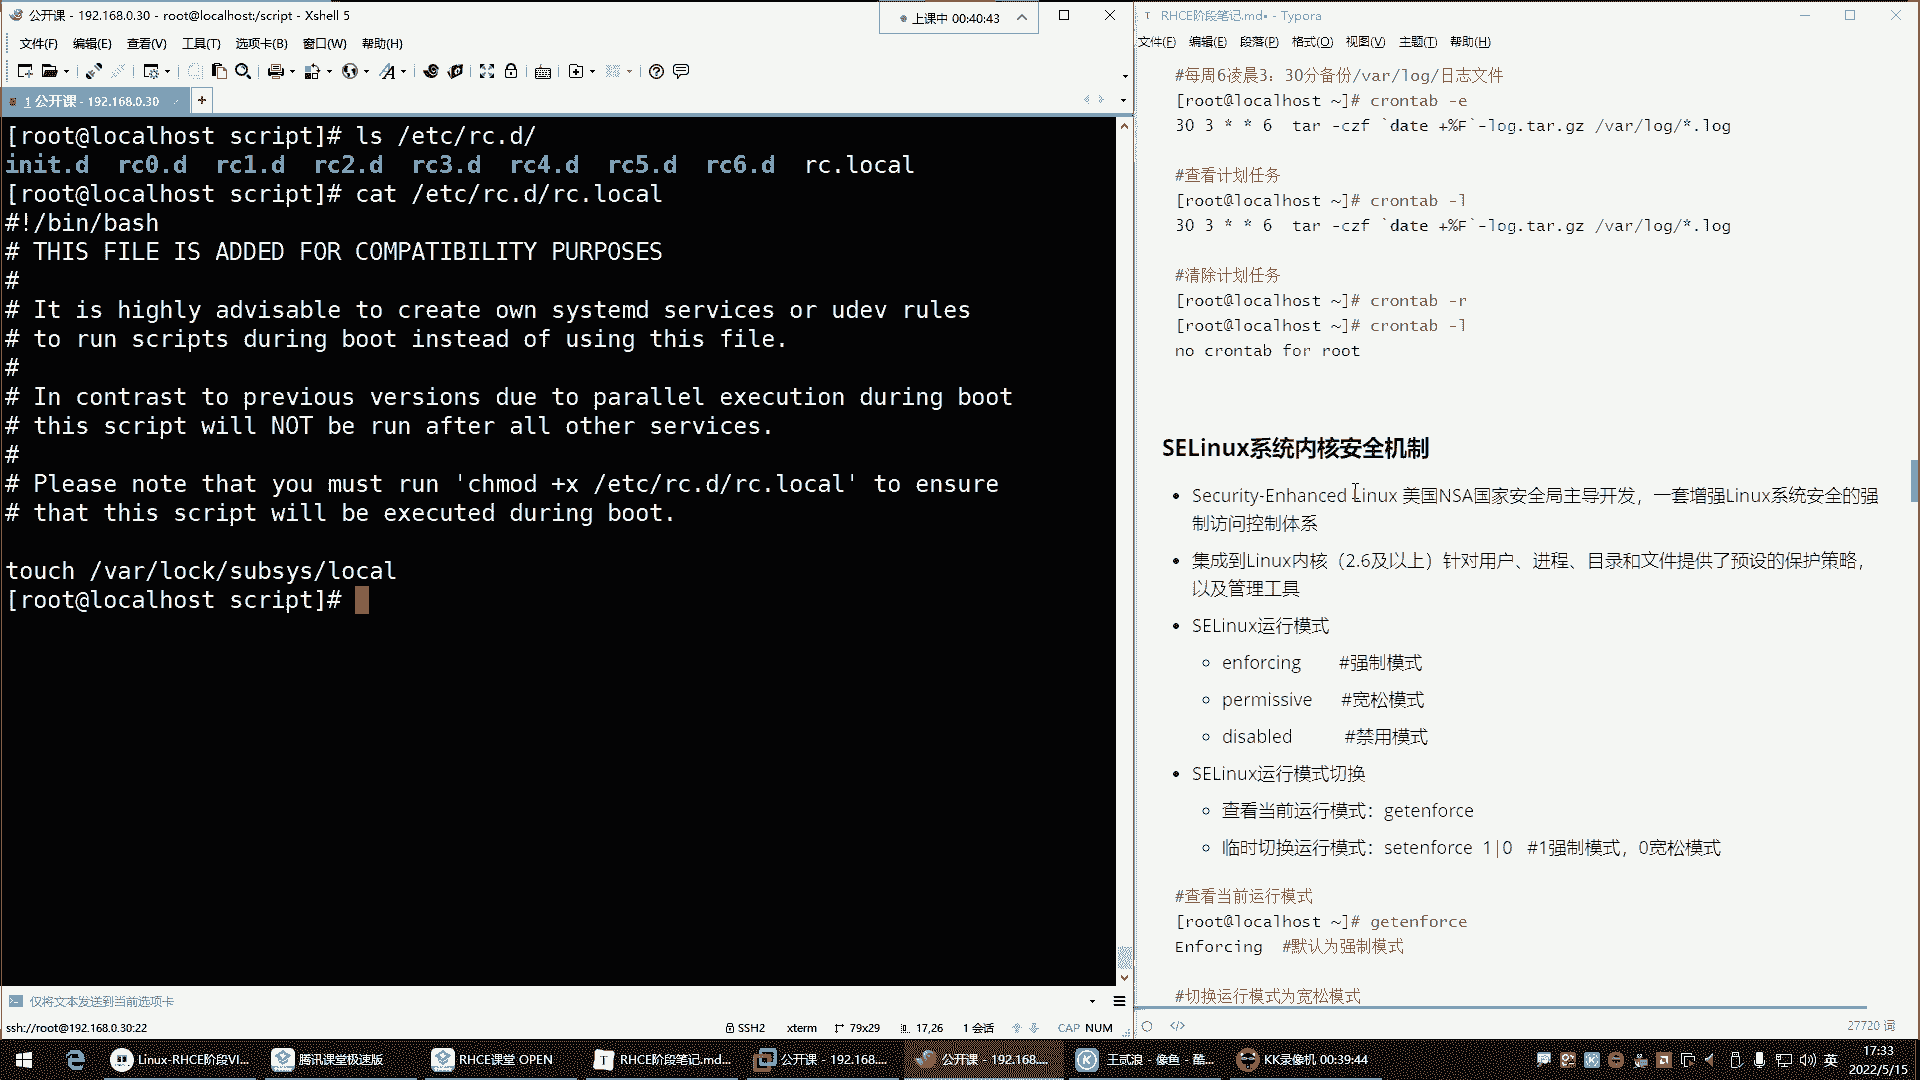 公开课 - 192.168.0.30 - root@localhost:/script - Xshell 5
上课中 00:40:43
文件(F) 编辑(E) 查看(V) 工具(T) 选项卡(B) 窗口(W) 帮助(H)
1 公开课 - 192.168.0.30
[root@localhost script]# ls /etc/rc.d/
init.d rc0.d rc1.d rc2.d rc3.d rc4.d rc5.d rc6.d rc.local
[root@localhost script]# cat /etc/rc.d/rc.local
#!/bin/bash
# THIS FILE IS ADDED FOR COMPATIBILITY PURPOSES
#
# It is highly advisable to create own systemd services or udev rules
# to run scripts during boot instead of using this file.
#
# In contrast to previous versions due to parallel execution during boot
# this script will NOT be run after all other services.
#
# Please note that you must run 'chmod +x /etc/rc.d/rc.local' to ensure
# that this script will be executed during boot.
touch /var/lock/subsys/local
[root@localhost script]#
仅将文本发送到当前选项卡
ssh://root@192.168.0.30:22 SSH2 xterm 79x29 17,26 1 会话 CAP NUM
RHCE阶段笔记.md• - Typora
文件(F) 编辑(E) 段落(P) 格式(O) 视图(V) 主题(T) 帮助(H)
#每周6凌晨3：30分备份/var/log/日志文件
[root@localhost ~]# crontab -e
30 3 * * 6 tar -czf `date +%F`-log.tar.gz /var/log/*.log
#查看计划任务
[root@localhost ~]# crontab -l
30 3 * * 6 tar -czf `date +%F`-log.tar.gz /var/log/*.log
#清除计划任务
[root@localhost ~]# crontab -r
[root@localhost ~]# crontab -l
no crontab for root
SELinux系统内核安全机制
Security-Enhanced Linux 美国NSA国家安全局主导开发，一套增强Linux系统安全的强
制访问控制体系
集成到Linux内核（2.6及以上）针对用户、进程、目录和文件提供了预设的保护策略，
以及管理工具
SELinux运行模式
enforcing #强制模式
permissive #宽松模式
disabled #禁用模式
SELinux运行模式切换
查看当前运行模式：getenforce
临时切换运行模式：setenforce 1|0 #1强制模式，0宽松模式
#查看当前运行模式
[root@localhost ~]# getenforce
Enforcing #默认为强制模式
#切换运行模式为宽松模式
27720 词
Linux-RHCE阶段VI... 腾讯课堂极速版 RHCE课堂 OPEN RHCE阶段笔记.md... 公开课 - 192.168.... 公开课 - 192.168.... 王贰浪 - 像鱼 - 酷... KK录像机 00:39:44 英 17:33
2022/5/15